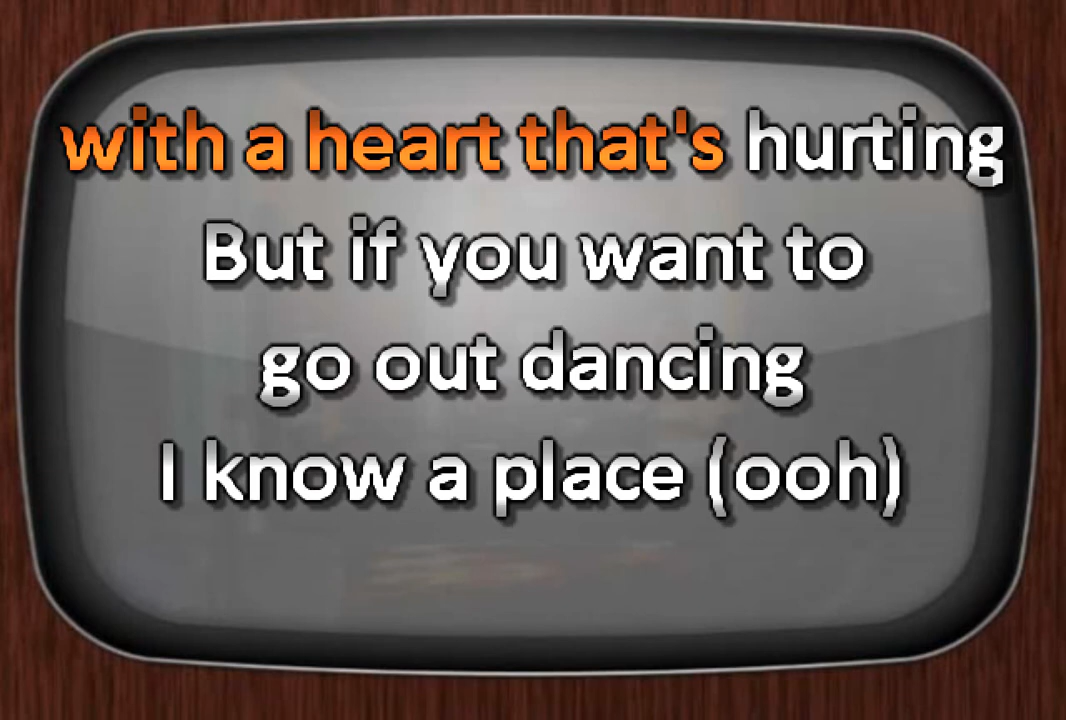 with a heart that's hurting
But if you want to
go out dancing
I know a place (ooh)